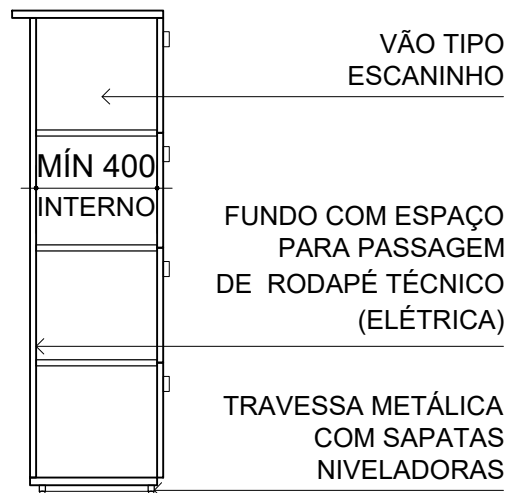 VÃO TIPO
ESCANINHO
MÍN 400
INTERNO
FUNDO COM ESPAÇO
PARA PASSAGEM
DE RODAPÉ TÉCNICO
(ELÉTRICA)
TRAVESSA METÁLICA
COM SAPATAS
NIVELADORAS